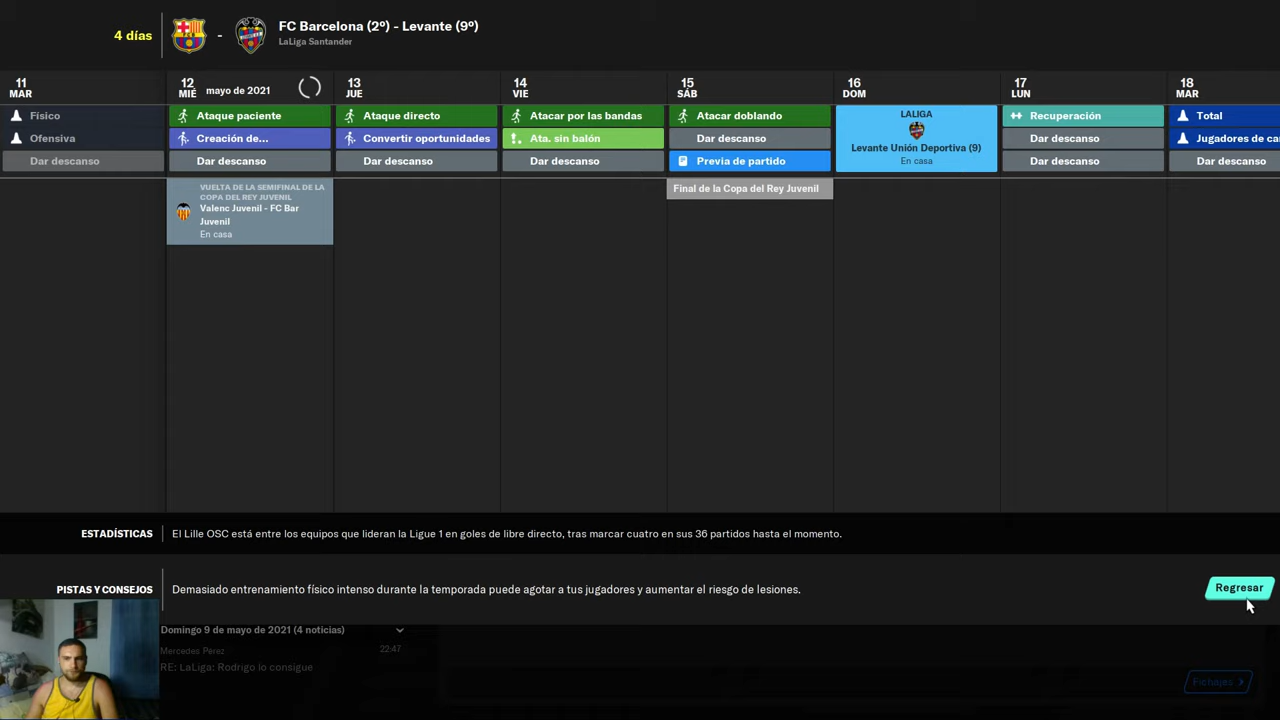 4 días
FC Barcelona (2º) - Levante (9º)
LaLiga Santander
11 MAR
12 MIÉ mayo de 2021
13 JUE
14 VIE
15 SÁB
16 DOM
17 LUN
18 MAR
Físico
Ofensiva
Dar descanso
Ataque paciente
Creación de...
Dar descanso
Ataque directo
Convertir oportunidades
Dar descanso
Atacar por las bandas
Ata. sin balón
Dar descanso
Atacar doblando
Dar descanso
Previa de partido
LALIGA
Levante Unión Deportiva (9)
En casa
Recuperación
Dar descanso
Dar descanso
Total
Jugadores de ca
Dar descanso
VUELTA DE LA SEMIFINAL DE LA
COPA DEL REY JUVENIL
Valenc Juvenil - FC Bar
Juvenil
En casa
Final de la Copa del Rey Juvenil
ESTADÍSTICAS
El Lille OSC está entre los equipos que lideran la Ligue 1 en goles de libre directo, tras marcar cuatro en sus 36 partidos hasta el momento.
PISTAS Y CONSEJOS
Demasiado entrenamiento físico intenso durante la temporada puede agotar a tus jugadores y aumentar el riesgo de lesiones.
Regresar
Domingo 9 de mayo de 2021 (4 noticias)
Mercedes Pérez 22:47
RE: LaLiga: Rodrigo lo consigue
Fichajes